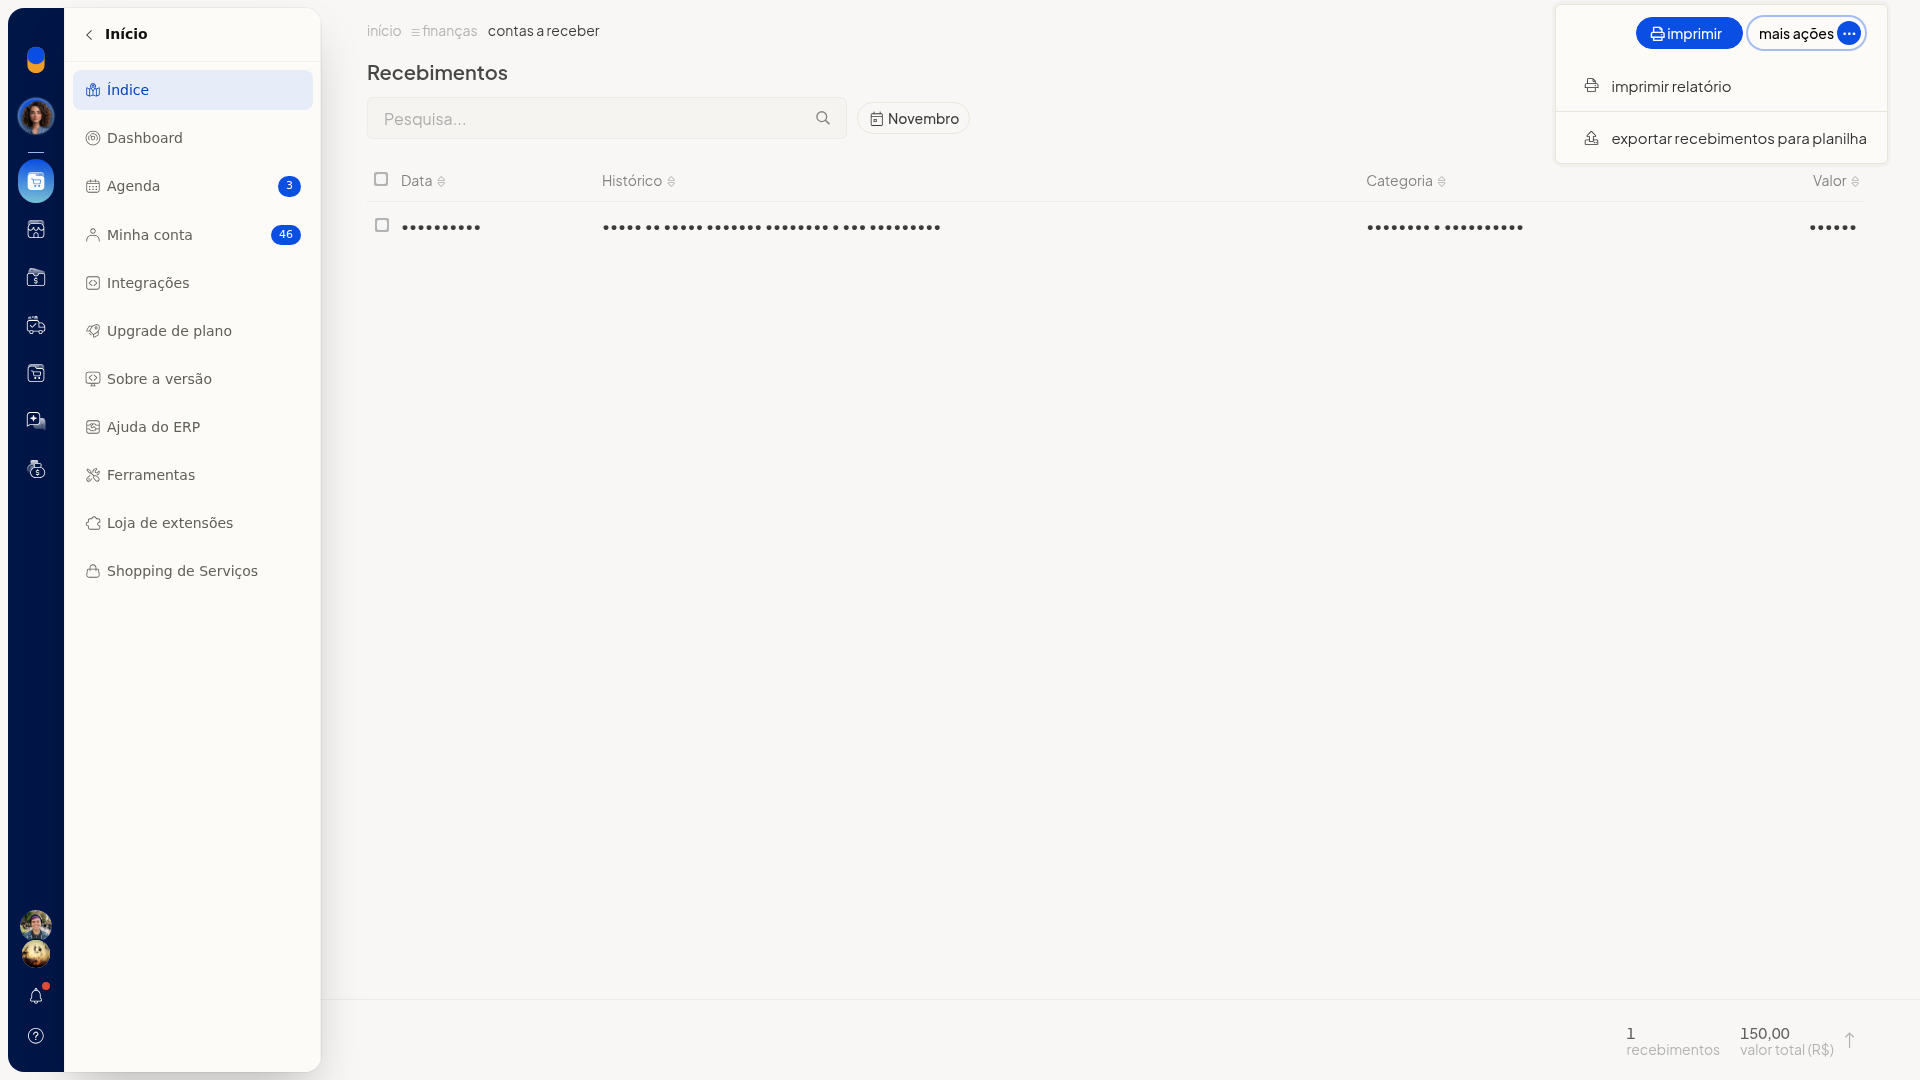 Início
Índice
Dashboard
Agenda 3
Minha conta 46
Integrações
Upgrade de plano
Sobre a versão
Ajuda do ERP
Ferramentas
Loja de extensões
Shopping de Serviços
início finanças contas a receber
Recebimentos
Pesquisa...
Novembro
imprimir
mais ações
imprimir relatório
exportar recebimentos para planilha
Data Histórico Categoria Valor
•••••••••• ••••• •• ••••• ••••••• •••••••• • ••• ••••••••• •••••••• • •••••••••• ••••••
1
recebimentos
150,00
valor total (R$)